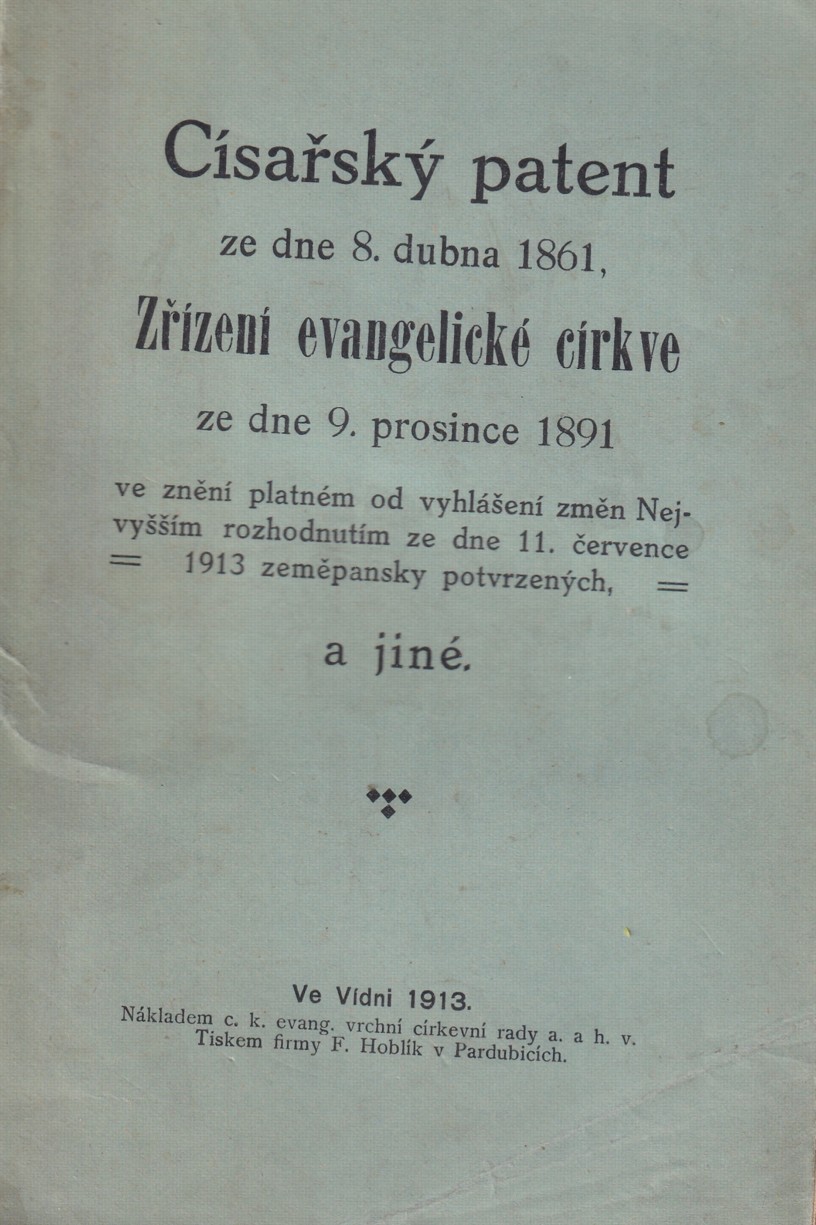 Císařský patent
ze dne 8. dubna 1861,
Zřízení evangelické církve
ze dne 9. prosince 1891
ve znění platném od vyhlášení změn Nej-
vyšším rozhodnutím ze dne 11. července
= 1913 zeměpansky potvrzených, =
a jiné.
Ve Vídni 1913.
Nákladem c. k. evang. vrchní církevní rady a. a h. v.
Tiskem firmy F. Hoblík v Pardubicích.